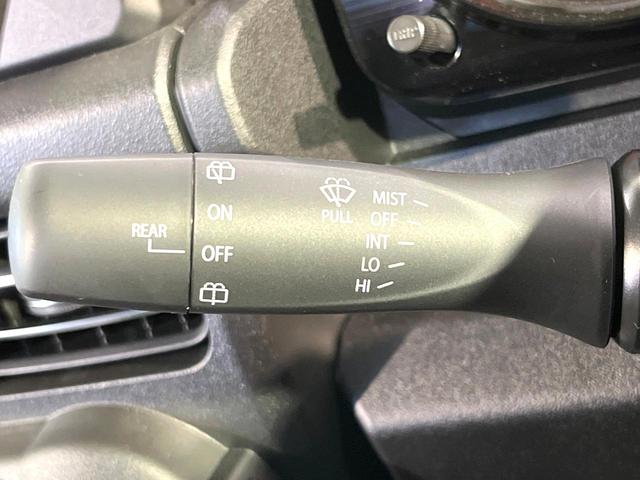 REAR
ON
OFF
PULL
MIST
OFF
INT
LO
HI